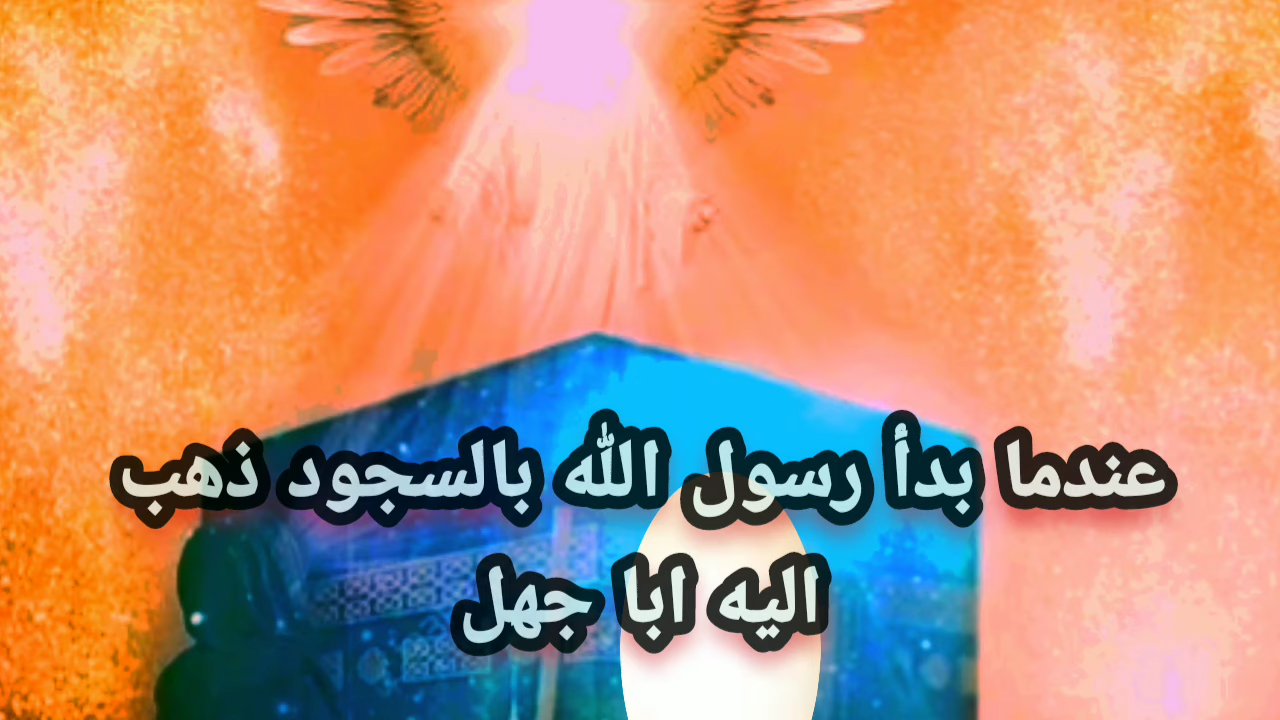 عندما بدأ رسول الله بالسجود ذهب
اليه ابا جهل